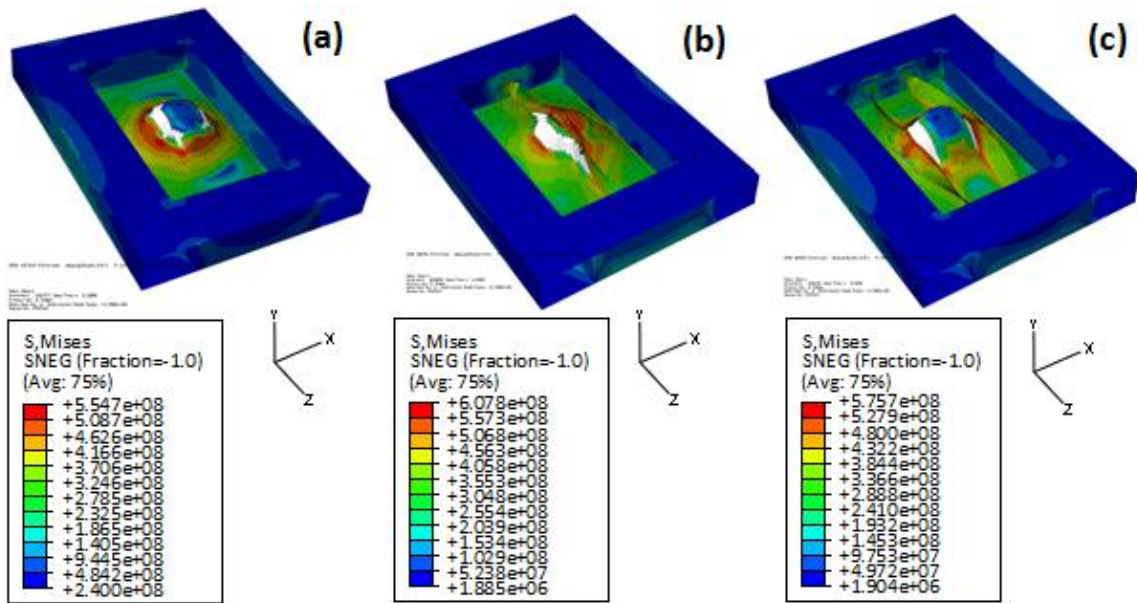 (a)
(b)
(c)
Y
X
Z
Y
X
Z
Y
X
Z
S,Mises
SNEG (Fraction=-1.0)
(Avg: 75%)
+5.547e+08
+5.087e+08
+4.626e+08
+4.166e+08
+3.706e+08
+3.246e+08
+2.785e+08
+2.325e+08
+1.865e+08
+1.405e+08
+9.445e+08
+4.842e+08
+2.400e+08
S,Mises
SNEG (Fraction=-1.0)
(Avg: 75%)
+6.078e+08
+5.573e+08
+5.068e+08
+4.563e+08
+4.058e+08
+3.553e+08
+3.048e+08
+2.554e+08
+2.039e+08
+1.534e+08
+1.029e+08
+5.238e+07
+1.885e+06
S,Mises
SNEG (Fraction=-1.0)
(Avg: 75%)
+5.757e+08
+5.279e+08
+4.800e+08
+4.322e+08
+3.844e+08
+3.366e+08
+2.888e+08
+2.410e+08
+1.932e+08
+1.453e+08
+9.753e+07
+4.972e+07
+1.904e+06